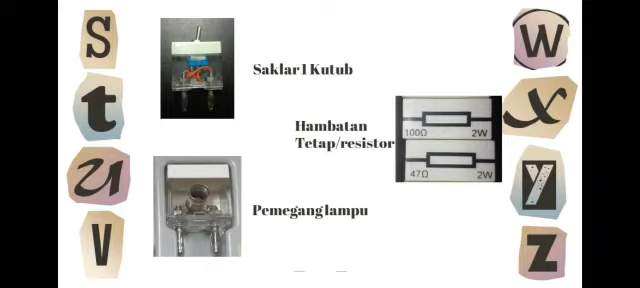 S
t
u
v
Saklar 1 Kutub
Hambatan
Tetap/resistor
Pemegang lampu
100Ω 2W
47Ω 2W
W
x
y
z